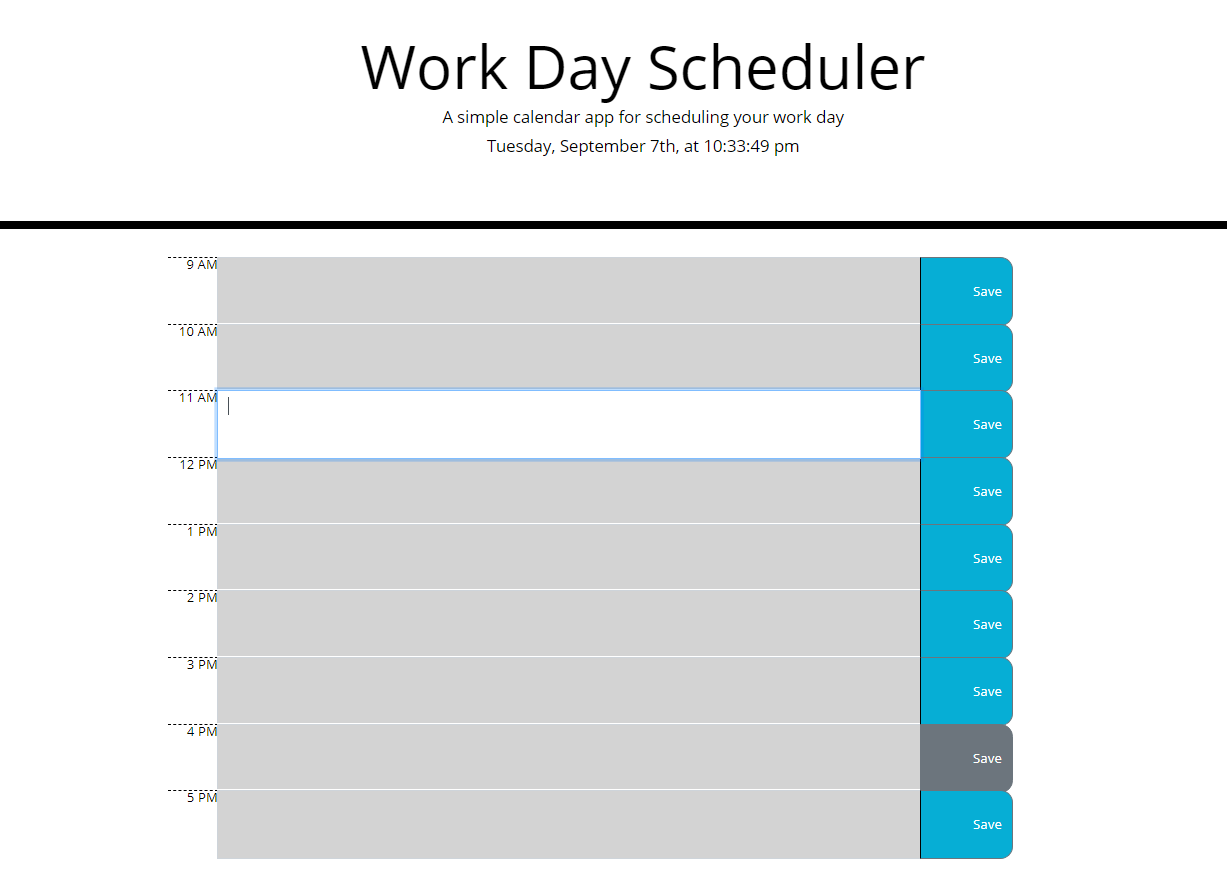 Work Day Scheduler
A simple calendar app for scheduling your work day
Tuesday, September 7th, at 10:33:49 pm
9 AM
Save
10 AM
Save
11 AM
Save
12 PM
Save
1 PM
Save
2 PM
Save
3 PM
Save
4 PM
Save
5 PM
Save